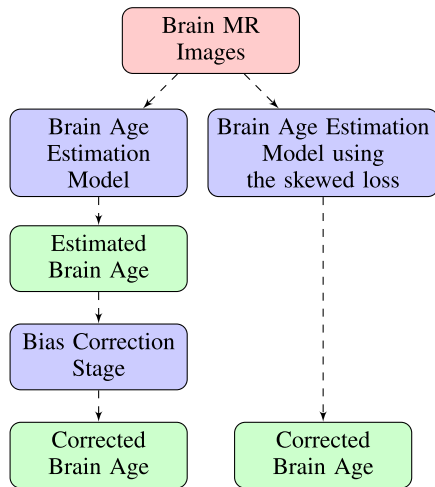 Brain MR
Images
Brain Age
Estimation
Model
Brain Age Estimation
Model using
the skewed loss
Estimated
Brain Age
Bias Correction
Stage
Corrected
Brain Age
Corrected
Brain Age